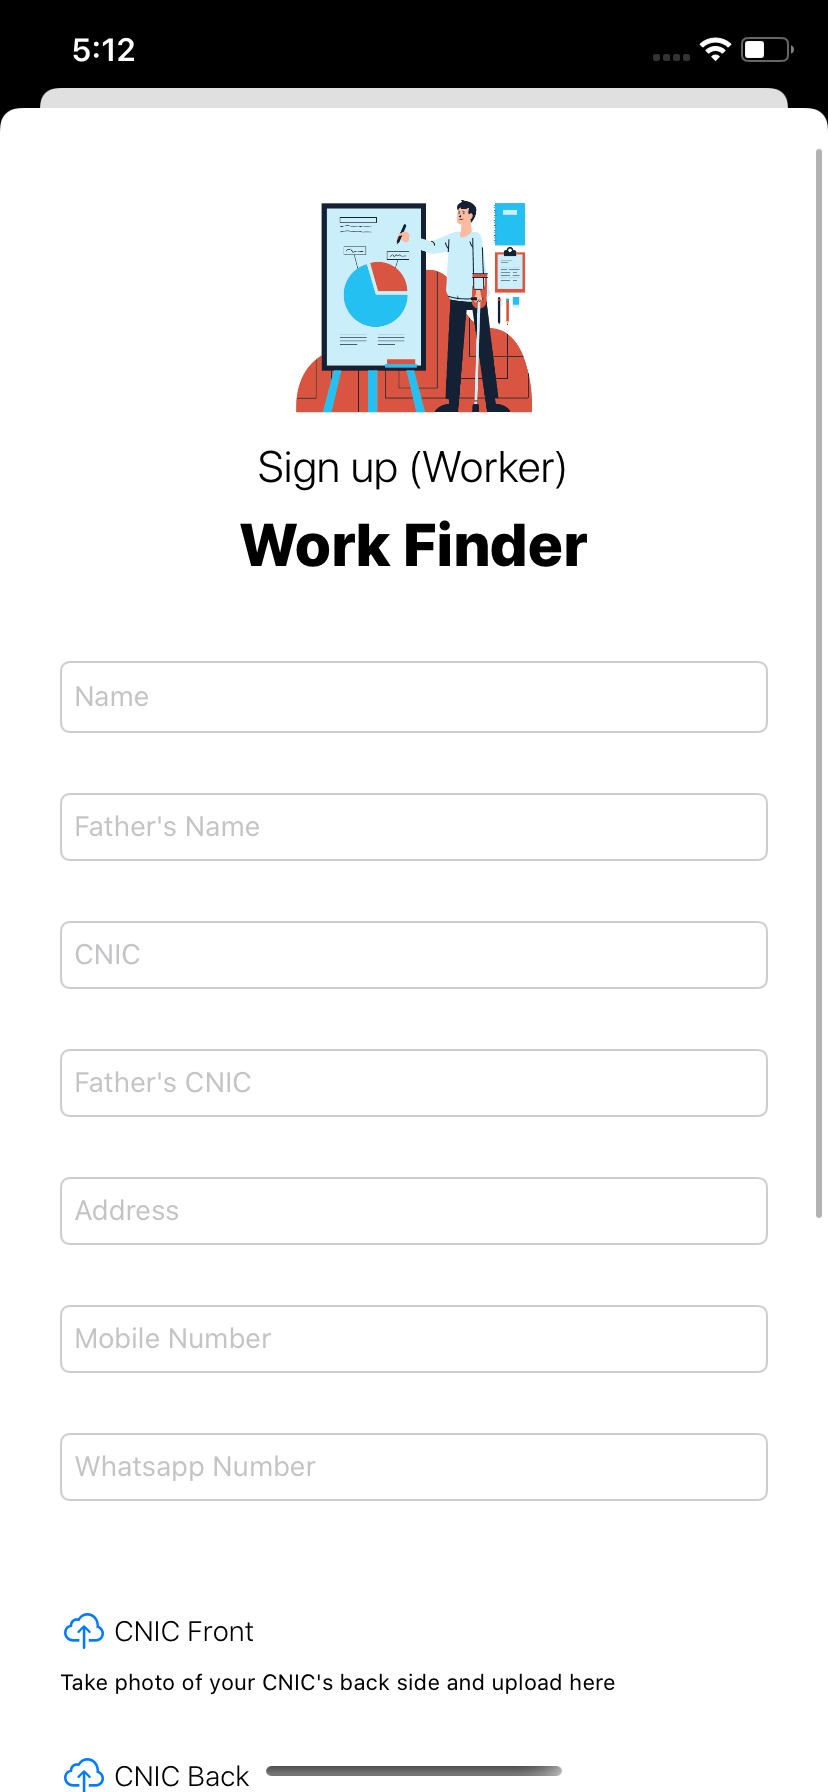 5:12
Sign up (Worker)
Work Finder
Name
Father's Name
CNIC
Father's CNIC
Address
Mobile Number
Whatsapp Number
CNIC Front
Take photo of your CNIC's back side and upload here
CNIC Back